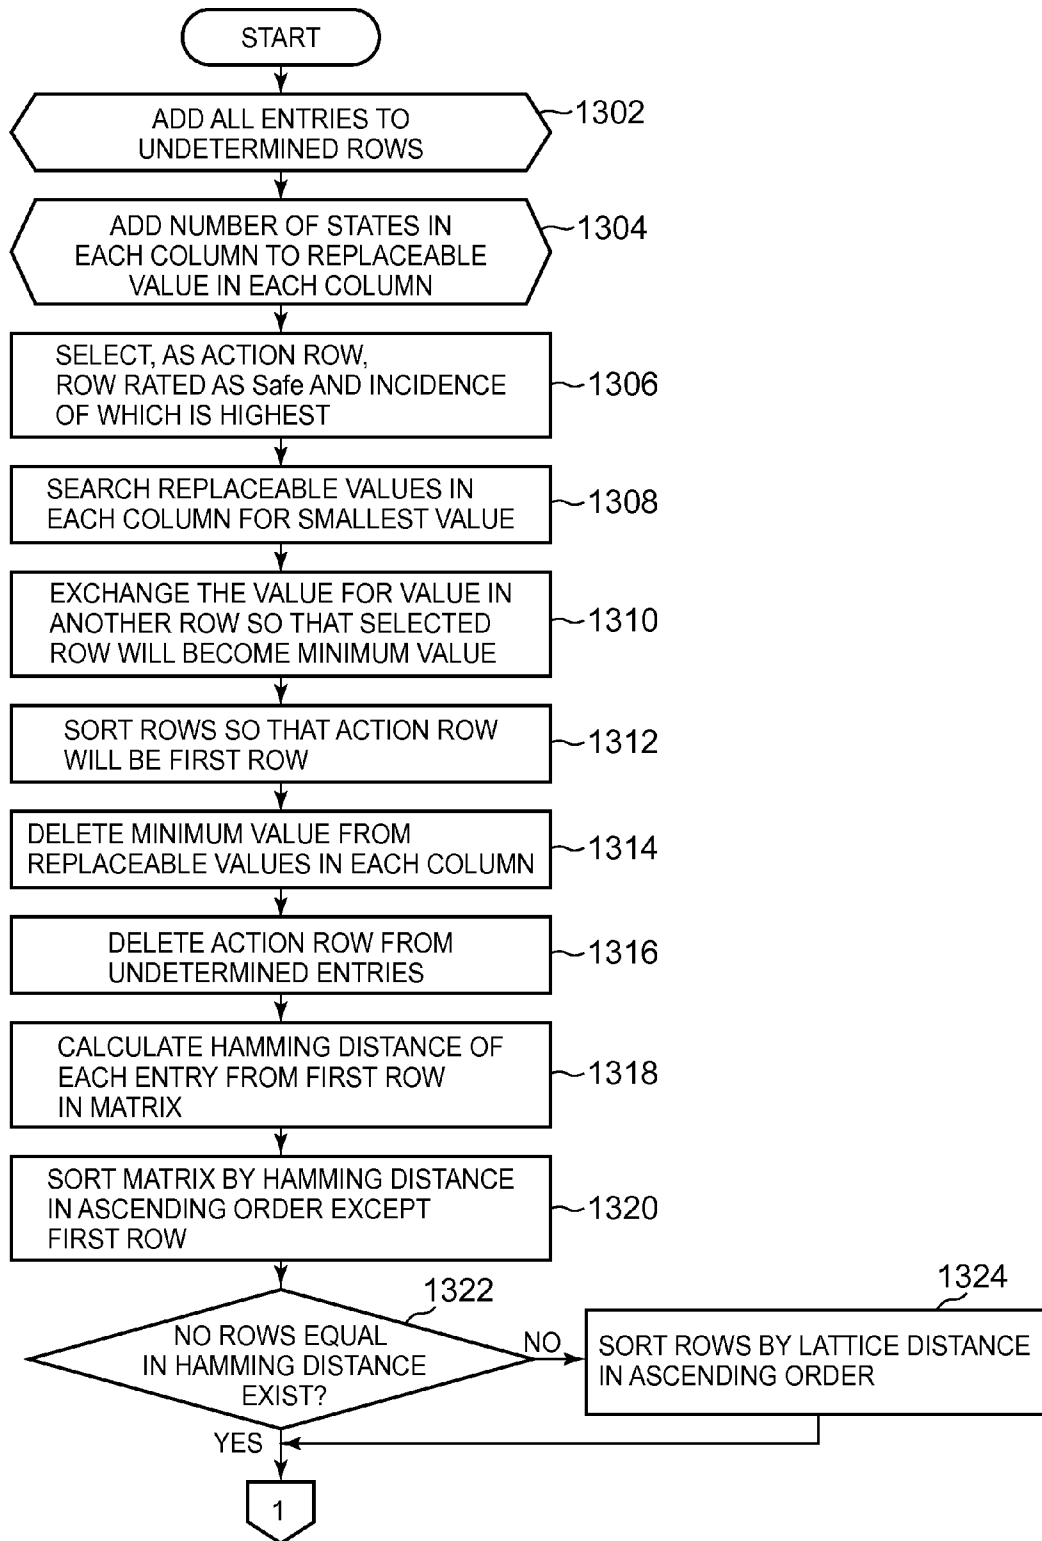 START
ADD ALL ENTRIES TO
UNDETERMINED ROWS
1302
ADD NUMBER OF STATES IN
EACH COLUMN TO REPLACEABLE
VALUE IN EACH COLUMN
1304
SELECT, AS ACTION ROW,
ROW RATED AS Safe AND INCIDENCE
OF WHICH IS HIGHEST
1306
SEARCH REPLACEABLE VALUES IN
EACH COLUMN FOR SMALLEST VALUE
1308
EXCHANGE THE VALUE FOR VALUE IN
ANOTHER ROW SO THAT SELECTED
ROW WILL BECOME MINIMUM VALUE
1310
SORT ROWS SO THAT ACTION ROW
WILL BE FIRST ROW
1312
DELETE MINIMUM VALUE FROM
REPLACEABLE VALUES IN EACH COLUMN
1314
DELETE ACTION ROW FROM
UNDETERMINED ENTRIES
1316
CALCULATE HAMMING DISTANCE OF
EACH ENTRY FROM FIRST ROW
IN MATRIX
1318
SORT MATRIX BY HAMMING DISTANCE
IN ASCENDING ORDER EXCEPT
FIRST ROW
1320
1322
NO ROWS EQUAL
IN HAMMING DISTANCE
EXIST?
NO
1324
SORT ROWS BY LATTICE DISTANCE
IN ASCENDING ORDER
YES
1